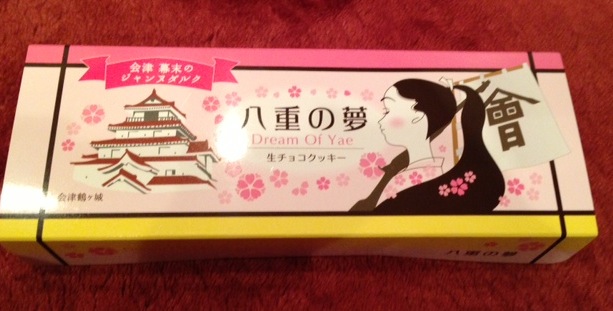 会津 幕末の
ジャンヌダルク
八重の夢
Dream Of Yae
生チョコクッキー
會
会津鶴ヶ城
八重の夢